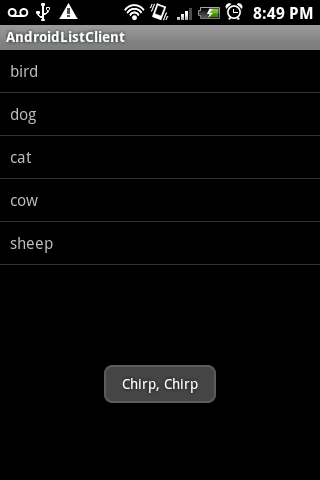 8:49 PM
AndroidListClient
bird
dog
cat
cow
sheep
Chirp, Chirp